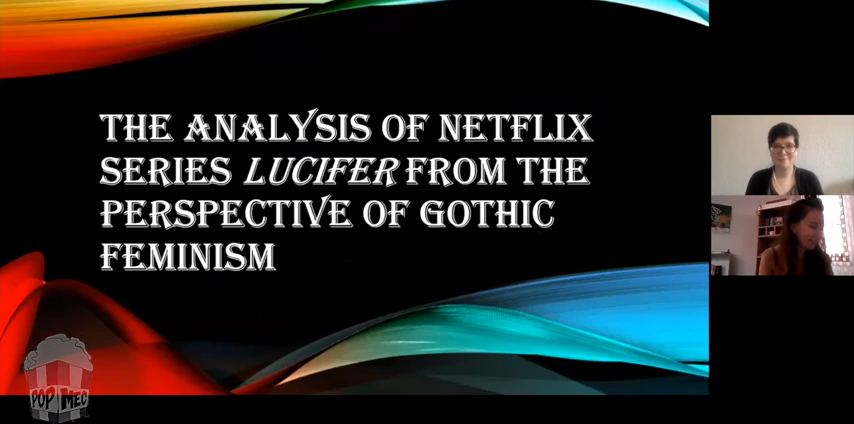 THE ANALYSIS OF NETFLIX
SERIES LUCIFER FROM THE
PERSPECTIVE OF GOTHIC
FEMINISM
POP MEC